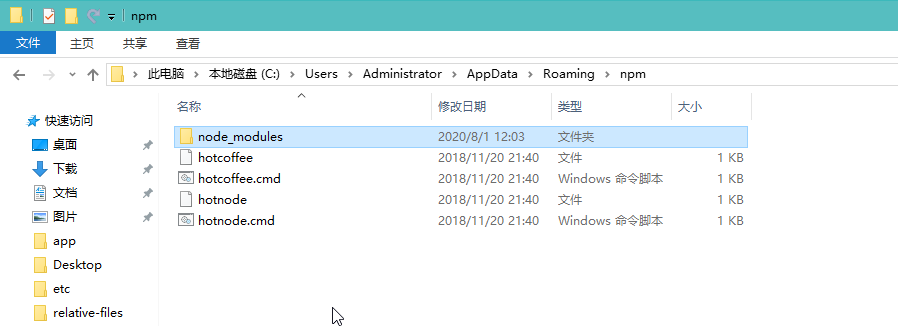 npm
文件 主页 共享 查看
此电脑 本地磁盘 (C:) Users Administrator AppData Roaming npm
名称 修改日期 类型 大小
快速访问
桌面
下载
文档
图片
app
Desktop
etc
relative-files
node_modules 2020/8/1 12:03 文件夹
hotcoffee 2018/11/20 21:40 文件 1 KB
hotcoffee.cmd 2018/11/20 21:40 Windows 命令脚本 1 KB
hotnode 2018/11/20 21:40 文件 1 KB
hotnode.cmd 2018/11/20 21:40 Windows 命令脚本 1 KB